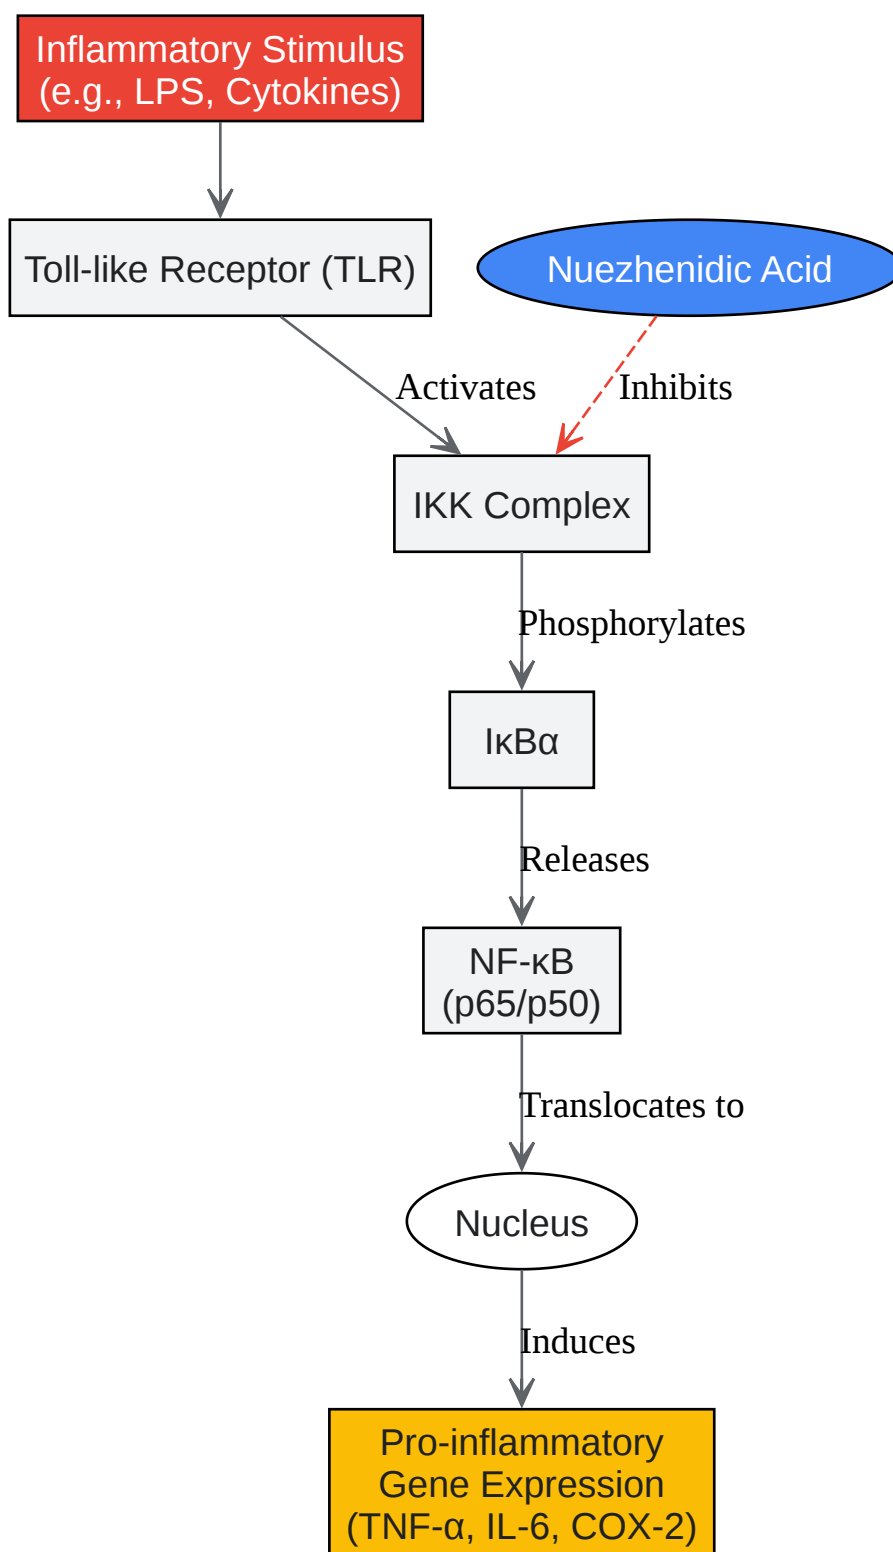 Inflammatory Stimulus
(e.g., LPS, Cytokines)
Toll-like Receptor (TLR)
Nuezhenidic Acid
Activates
Inhibits
IKK Complex
Phosphorylates
IκBα
Releases
NF-κB
(p65/p50)
Translocates to
Nucleus
Induces
Pro-inflammatory
Gene Expression
(TNF-α, IL-6, COX-2)